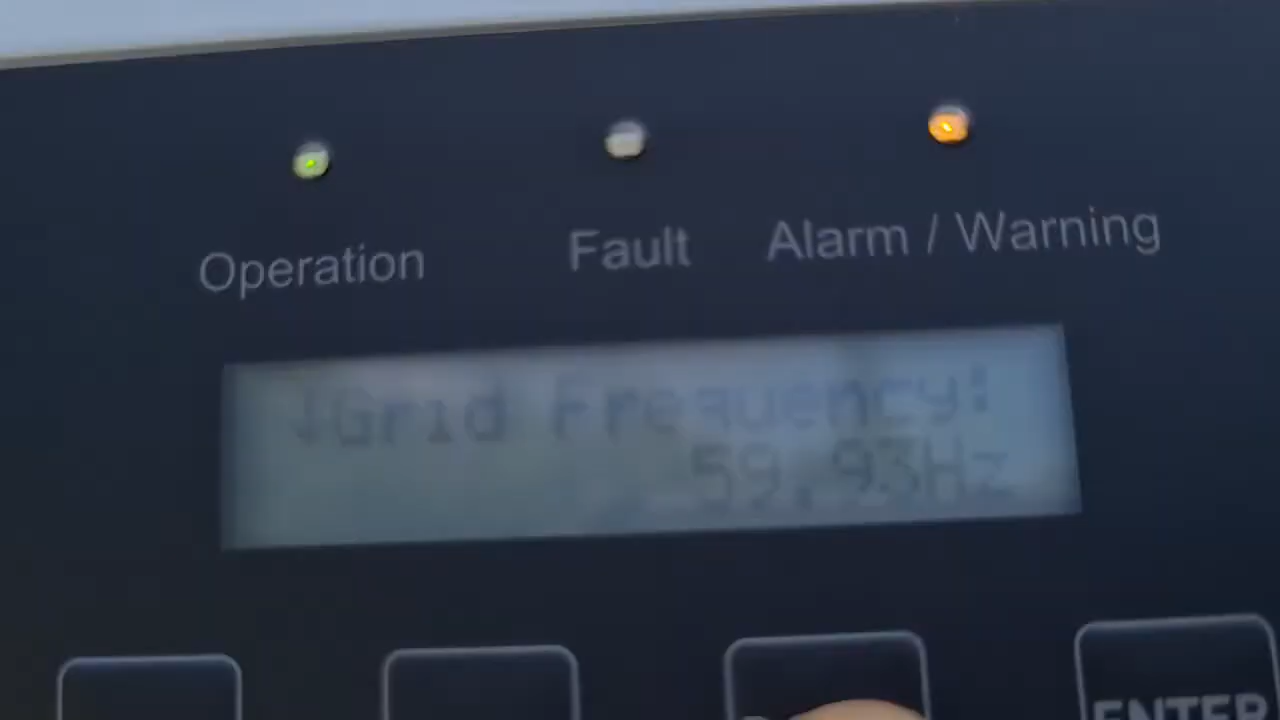 Operation
Fault
Alarm / Warning
↓Grid Frequency:
59.93Hz
ENTER